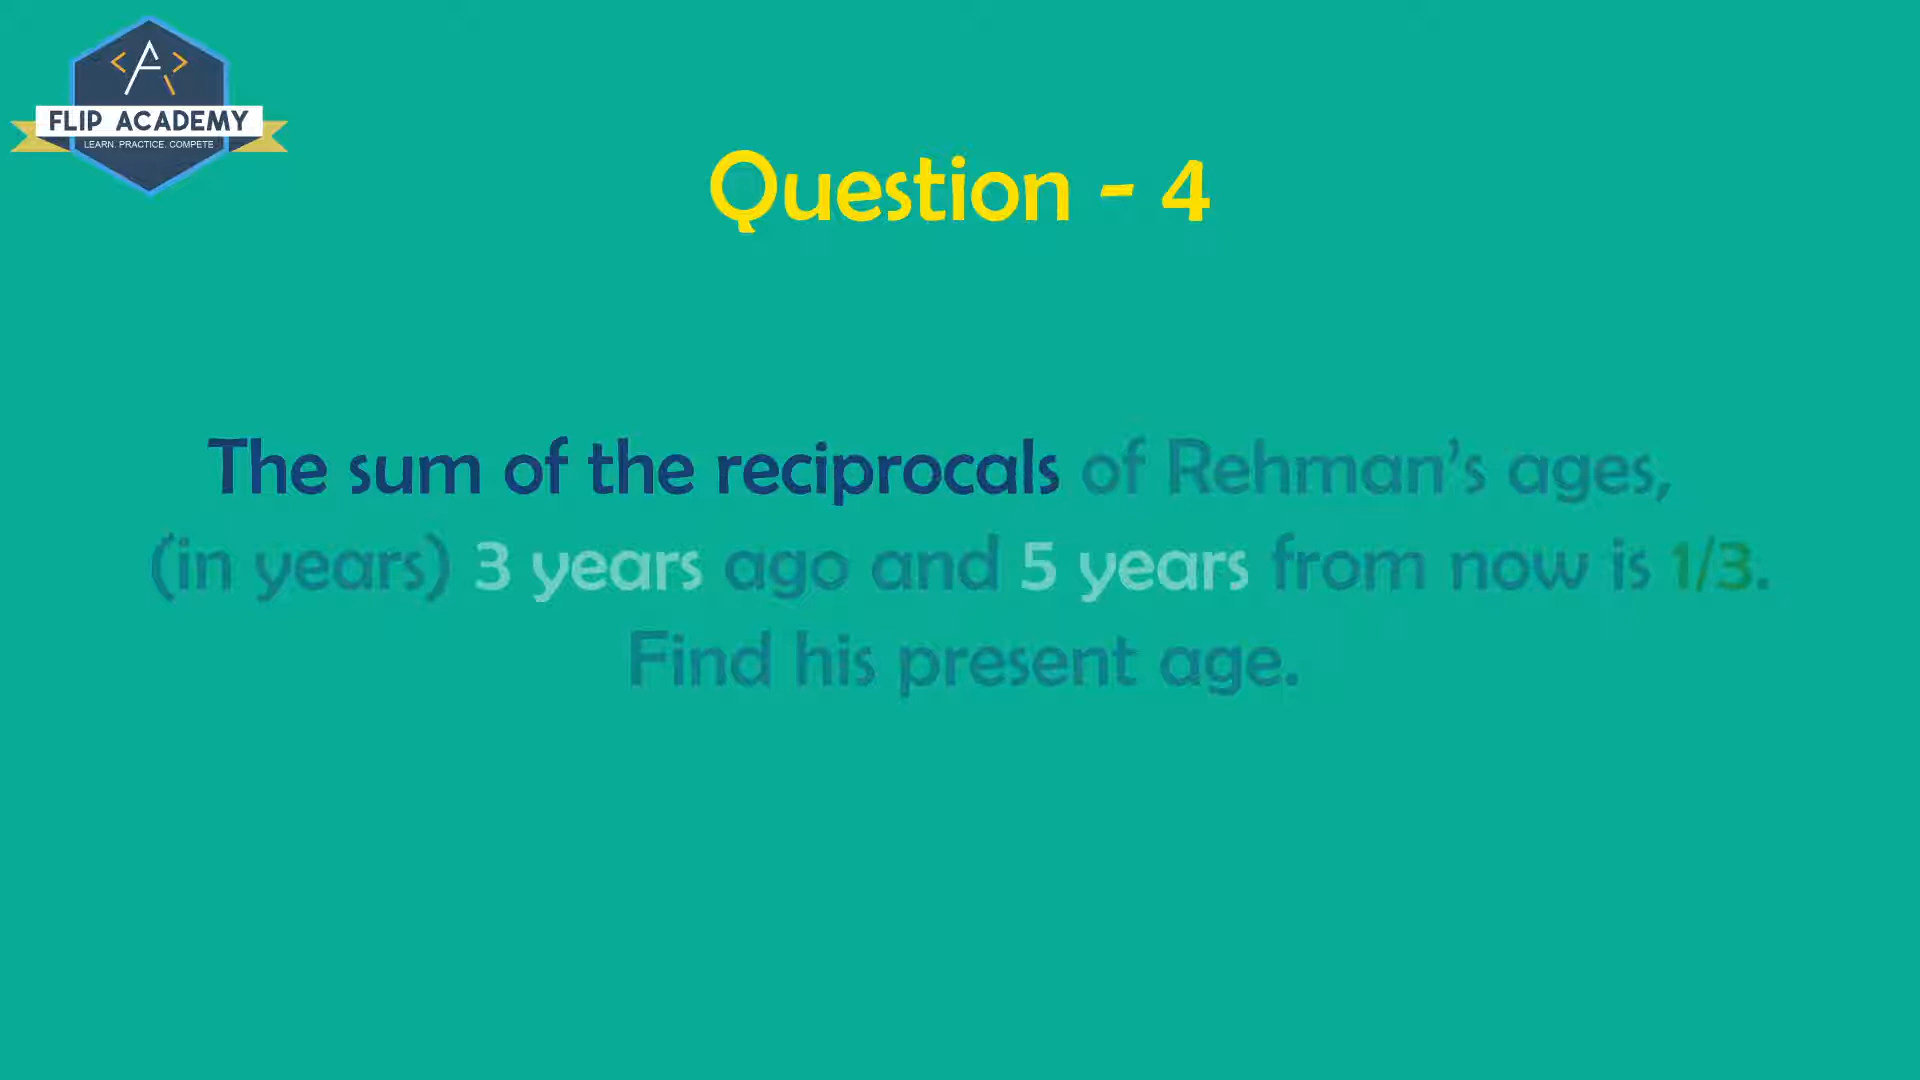 FLIP ACADEMY
LEARN. PRACTICE. COMPETE
Question - 4
The sum of the reciprocals of Rehman’s ages,
(in years) 3 years ago and 5 years from now is 1/3.
Find his present age.